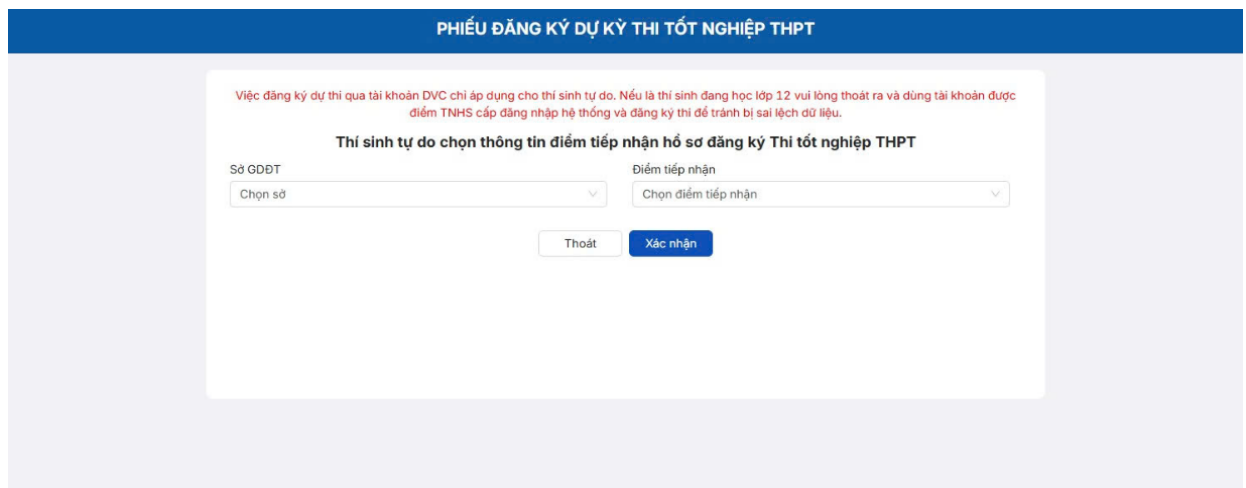 PHIẾU ĐĂNG KÝ DỰ KỲ THI TỐT NGHIỆP THPT
Việc đăng ký dự thi qua tài khoản DVC chỉ áp dụng cho thí sinh tự do. Nếu là thí sinh đang học lớp 12 vui lòng thoát ra và dùng tài khoản được
điểm TNHS cấp đăng nhập hệ thống và đăng ký thi để tránh bị sai lệch dữ liệu.
Thí sinh tự do chọn thông tin điểm tiếp nhận hồ sơ đăng ký Thi tốt nghiệp THPT
Sở GDĐT
Điểm tiếp nhận
Chọn sở
Chọn điểm tiếp nhận
Thoát
Xác nhận